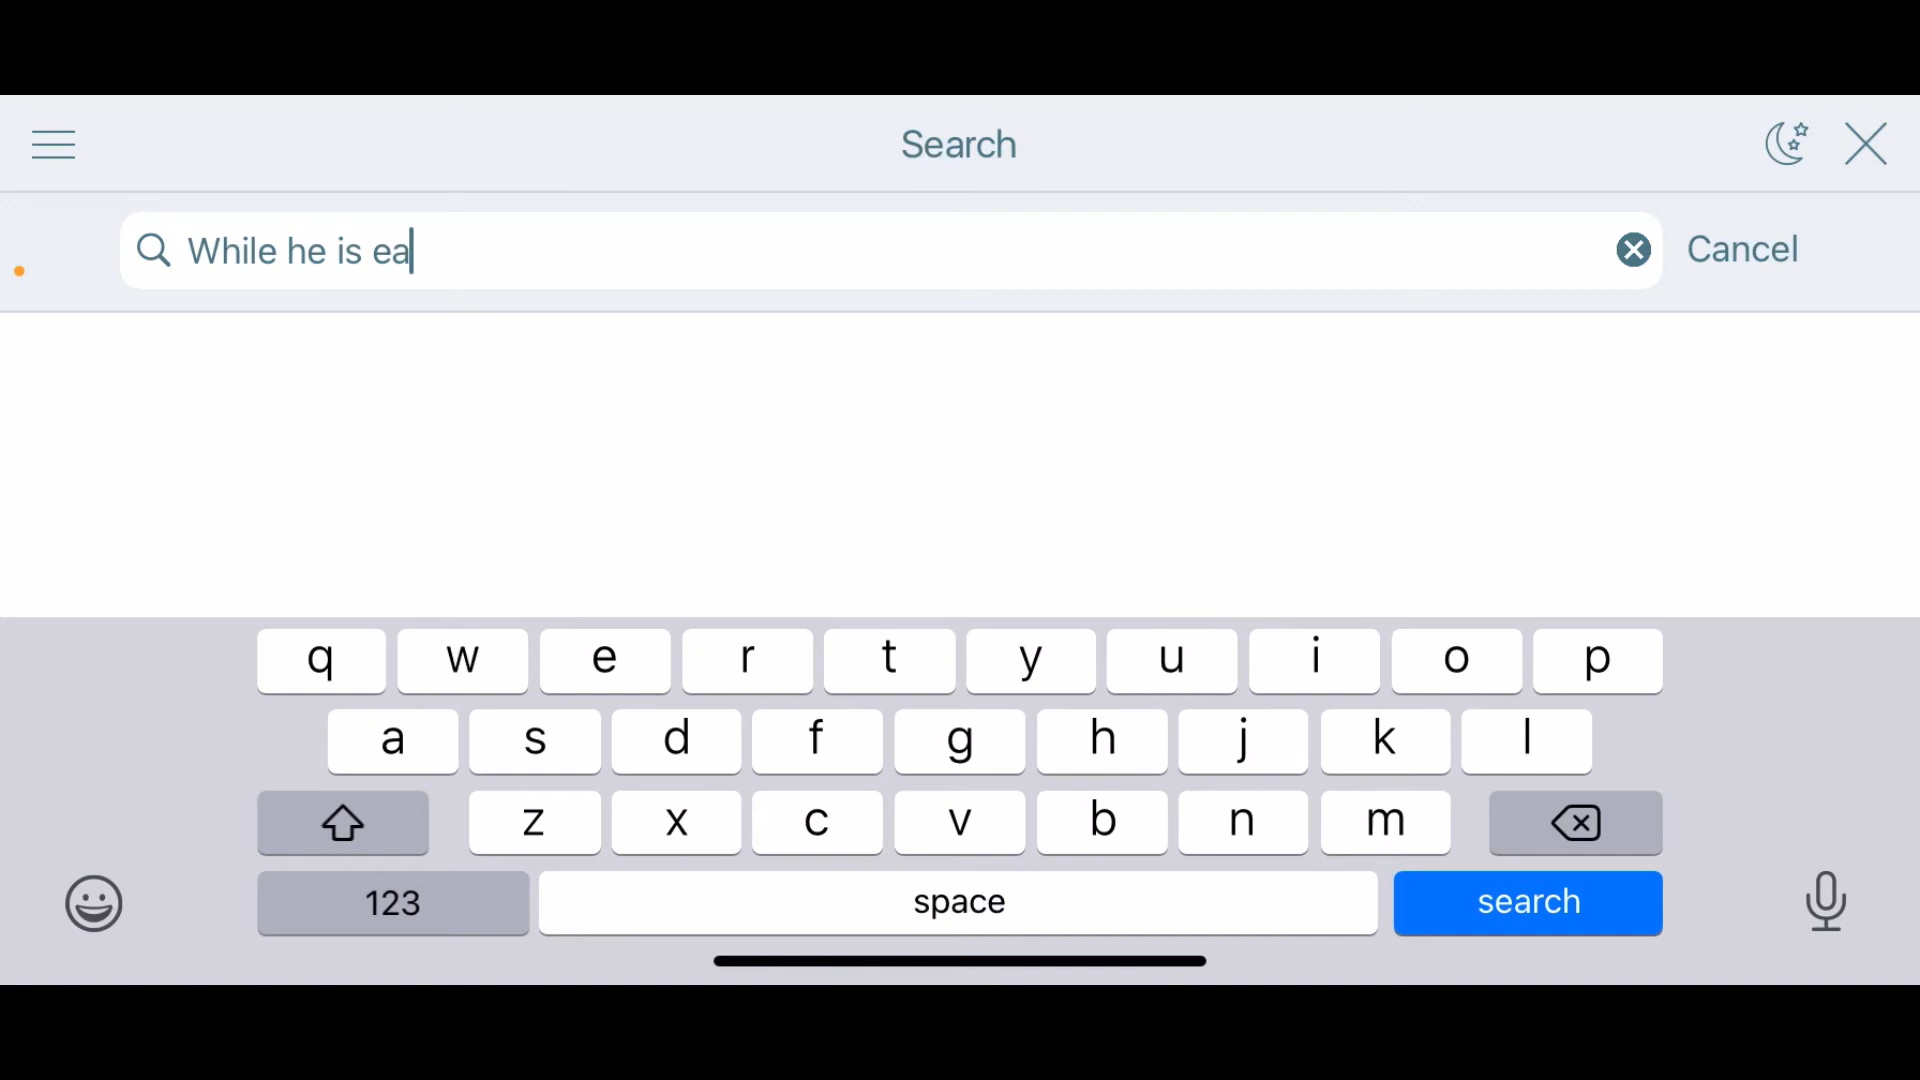 Search
While he is ea
Cancel
q w e r t y u i o p
a s d f g h j k l
z x c v b n m
123 space search